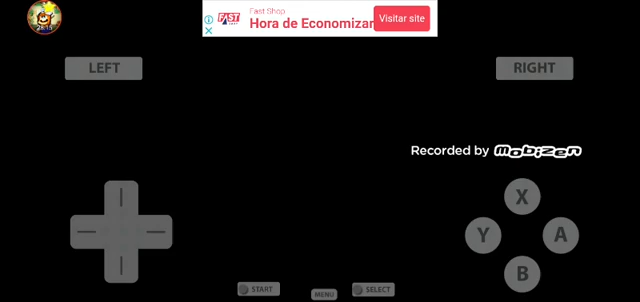 Fast Shop
FAST
Hora de Economizar
Visitar site
LEFT
RIGHT
Recorded by mobizen
X
Y
A
B
START
MENU
SELECT